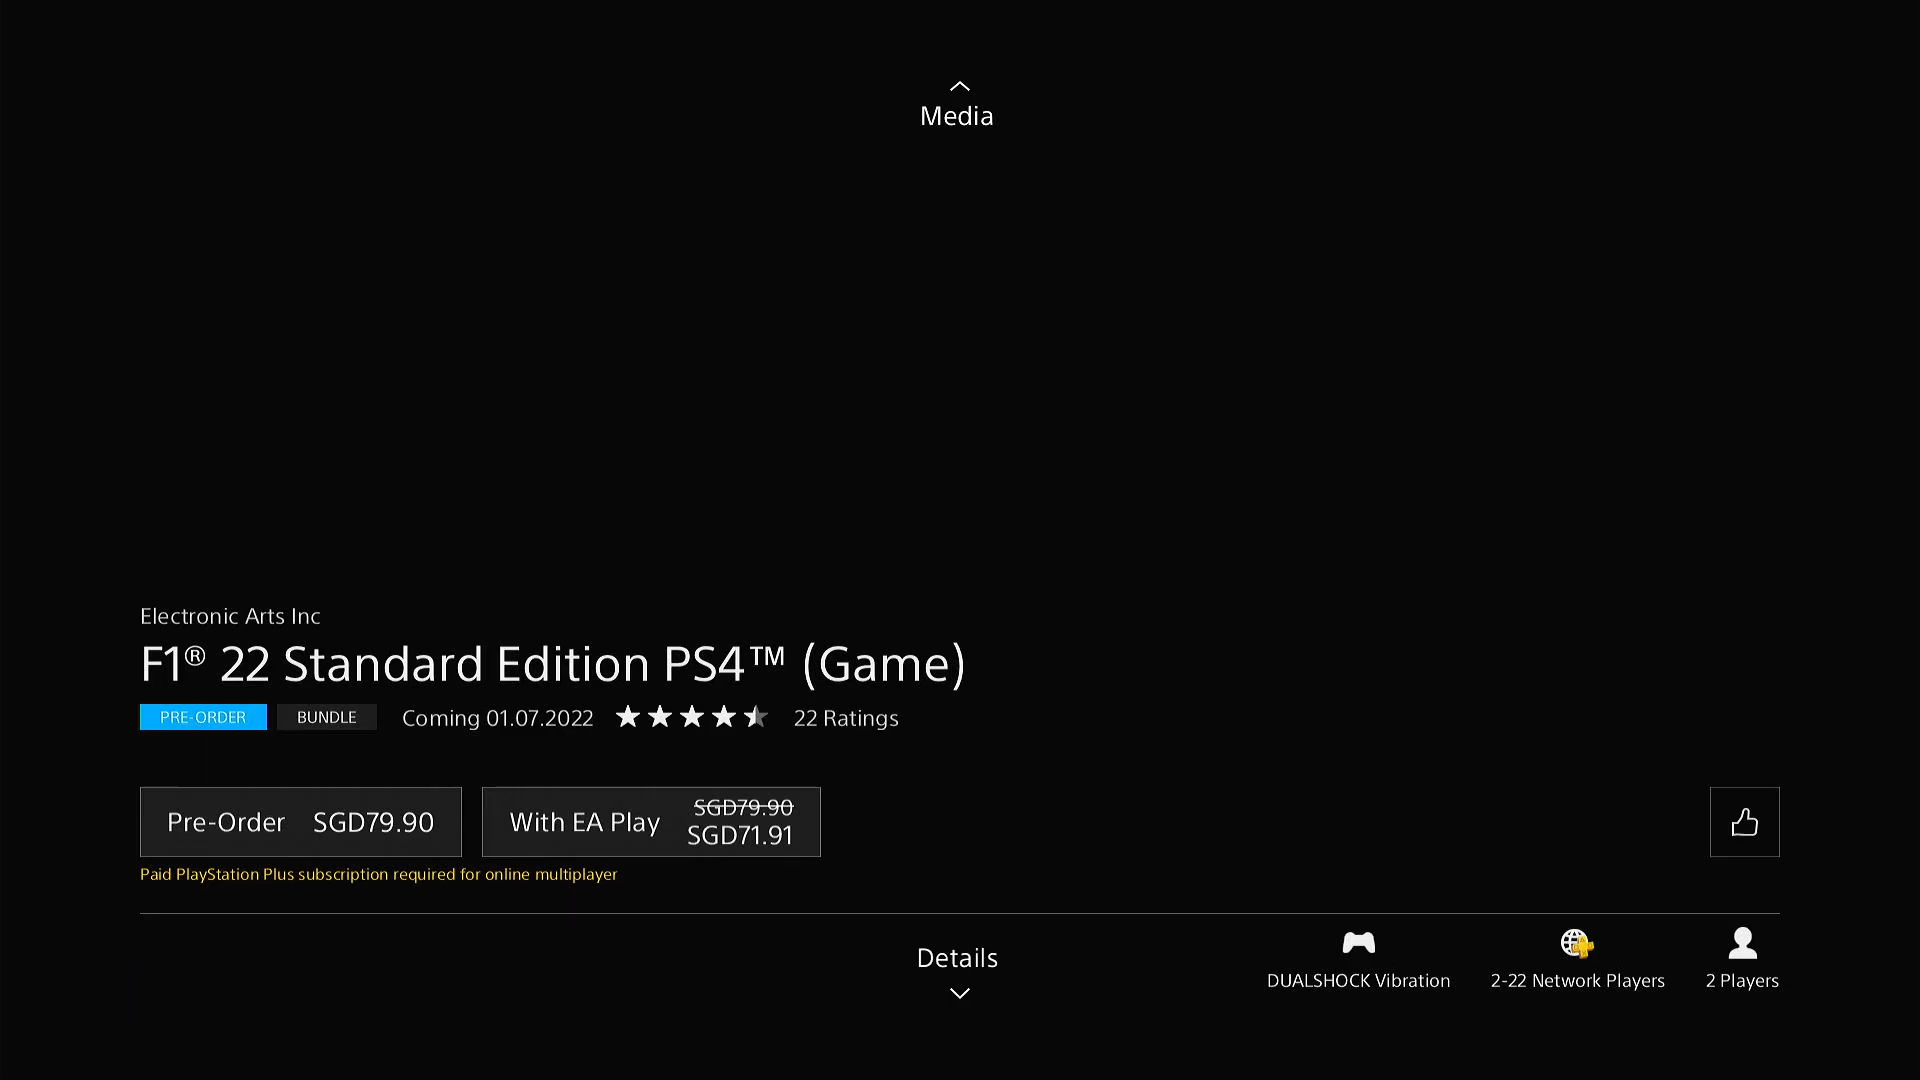 Media
Electronic Arts Inc
F1® 22 Standard Edition PS4™ (Game)
PRE-ORDER BUNDLE Coming 01.07.2022 22 Ratings
Pre-Order SGD79.90 With EA Play SGD79.90 SGD71.91
Paid PlayStation Plus subscription required for online multiplayer
Details
DUALSHOCK Vibration 2-22 Network Players 2 Players